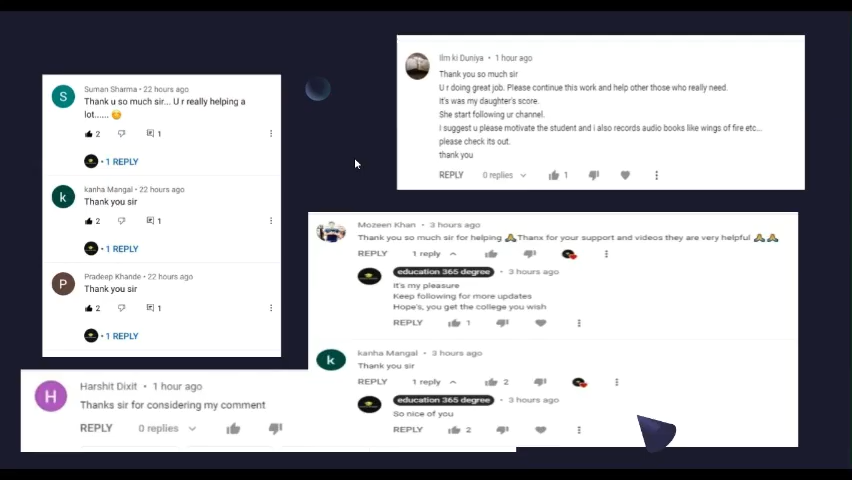 S
Suman Sharma • 22 hours ago
Thank u so much sir... U r really helping a
lot...... 😊
2 1
• 1 REPLY
k
kanha Mangal • 22 hours ago
Thank you sir
2 1
• 1 REPLY
P
Pradeep Khande • 22 hours ago
Thank you sir
2 1
• 1 REPLY
Ilm ki Duniya • 1 hour ago
Thank you so much sir
U r doing great job. Please continue this work and help other those who really need.
It's was my daughter's score.
She start following ur channel.
I suggest u please motivate the student and i also records audio books like wings of fire etc...
please check its out.
thank you
REPLY 0 replies 1
Mozeen Khan • 3 hours ago
Thank you so much sir for helping 🙏Thanx for your support and videos they are very helpful 🙏🙏
REPLY 1 reply
education 365 degree • 3 hours ago
It's my pleasure
Keep following for more updates
Hope's, you get the college you wish
REPLY 1
k
kanha Mangal • 3 hours ago
Thank you sir
REPLY 1 reply 2
education 365 degree • 3 hours ago
So nice of you
REPLY 2
H
Harshit Dixit • 1 hour ago
Thanks sir for considering my comment
REPLY 0 replies